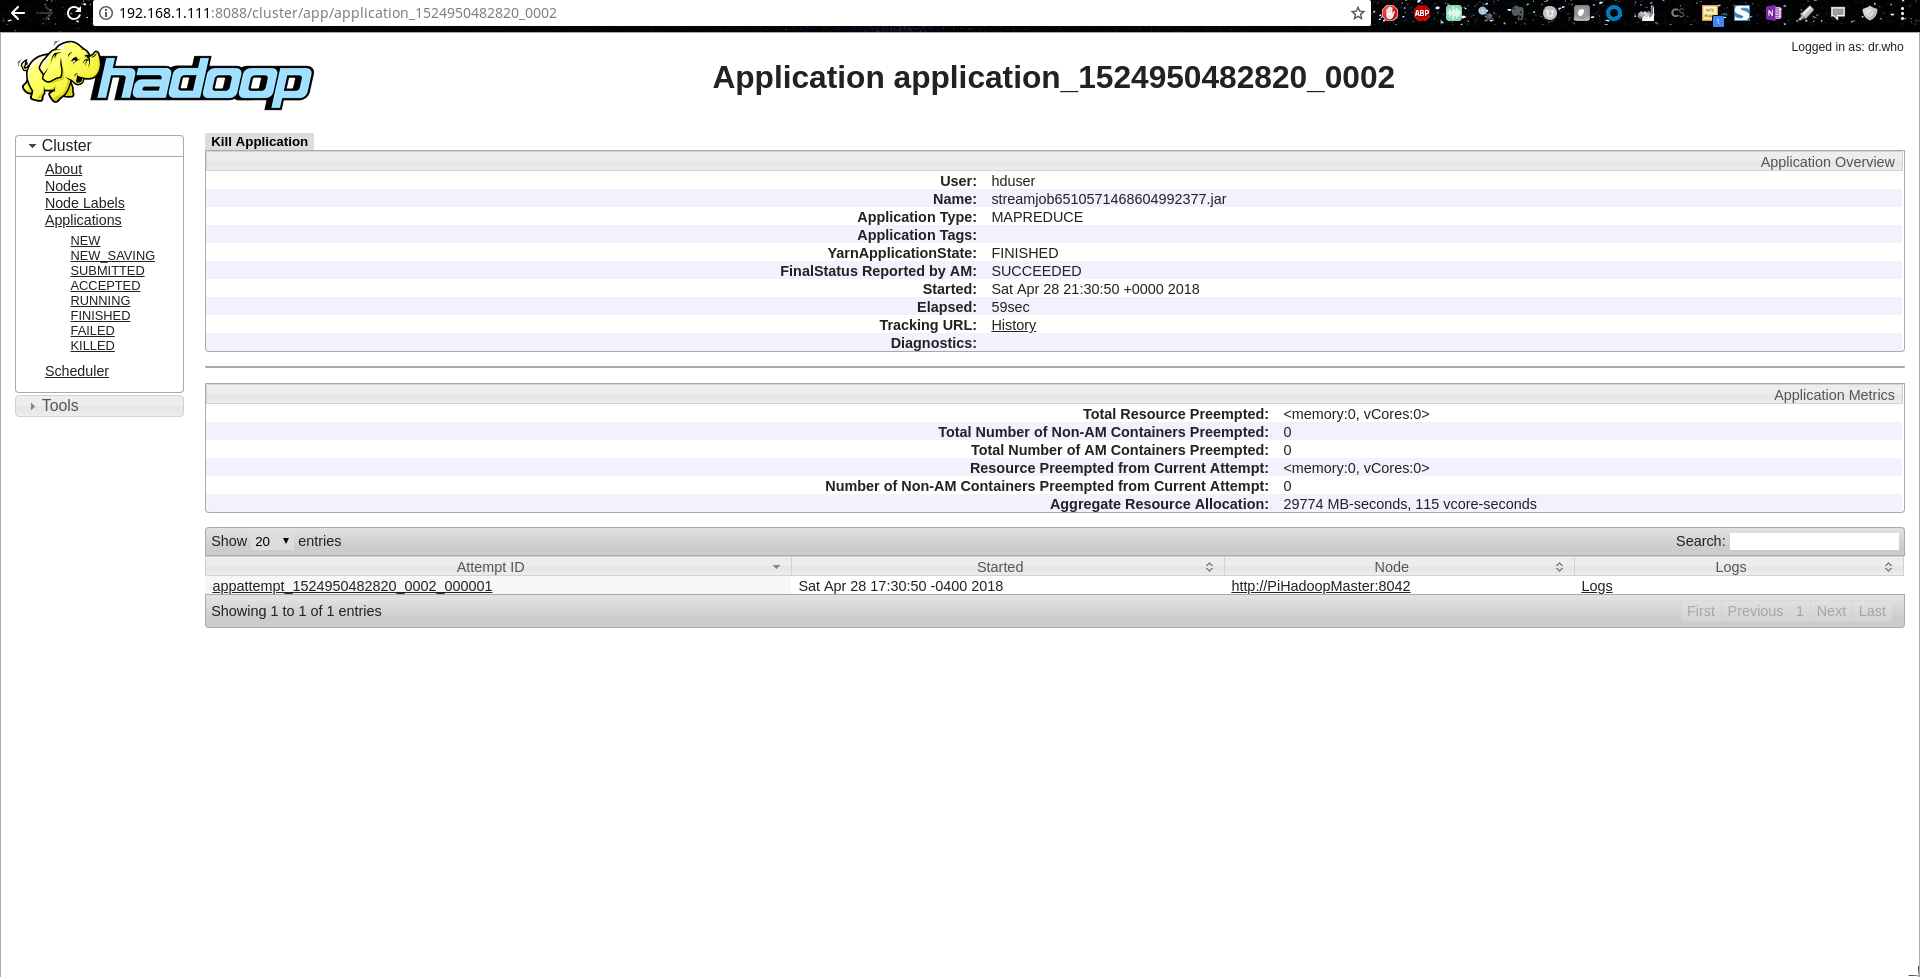 192.168.1.111:8088/cluster/app/application_1524950482820_0002
ABP
Logged in as: dr.who
hadoop
Application application_1524950482820_0002
Cluster
About
Nodes
Node Labels
Applications
NEW
NEW_SAVING
SUBMITTED
ACCEPTED
RUNNING
FINISHED
FAILED
KILLED
Scheduler
Tools
Kill Application
Application Overview
User: hduser
Name: streamjob6510571468604992377.jar
Application Type: MAPREDUCE
Application Tags:
YarnApplicationState: FINISHED
FinalStatus Reported by AM: SUCCEEDED
Started: Sat Apr 28 21:30:50 +0000 2018
Elapsed: 59sec
Tracking URL: History
Diagnostics:
Application Metrics
Total Resource Preempted: <memory:0, vCores:0>
Total Number of Non-AM Containers Preempted: 0
Total Number of AM Containers Preempted: 0
Resource Preempted from Current Attempt: <memory:0, vCores:0>
Number of Non-AM Containers Preempted from Current Attempt: 0
Aggregate Resource Allocation: 29774 MB-seconds, 115 vcore-seconds
Show 20 entries Search:
Attempt ID Started Node Logs
appattempt_1524950482820_0002_000001 Sat Apr 28 17:30:50 -0400 2018 http://PiHadoopMaster:8042 Logs
Showing 1 to 1 of 1 entries First Previous 1 Next Last